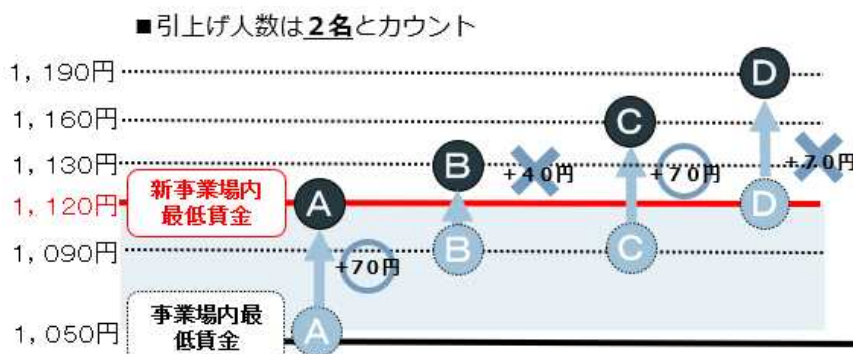 ■引上げ人数は２名とカウント
1,190円
D
1,160円
C
1,130円
B
+40円
+70円
+70円
新事業場内
最低賃金
1,120円
A
D
1,090円
B
C
+70円
事業場内最
低賃金
1,050円
A